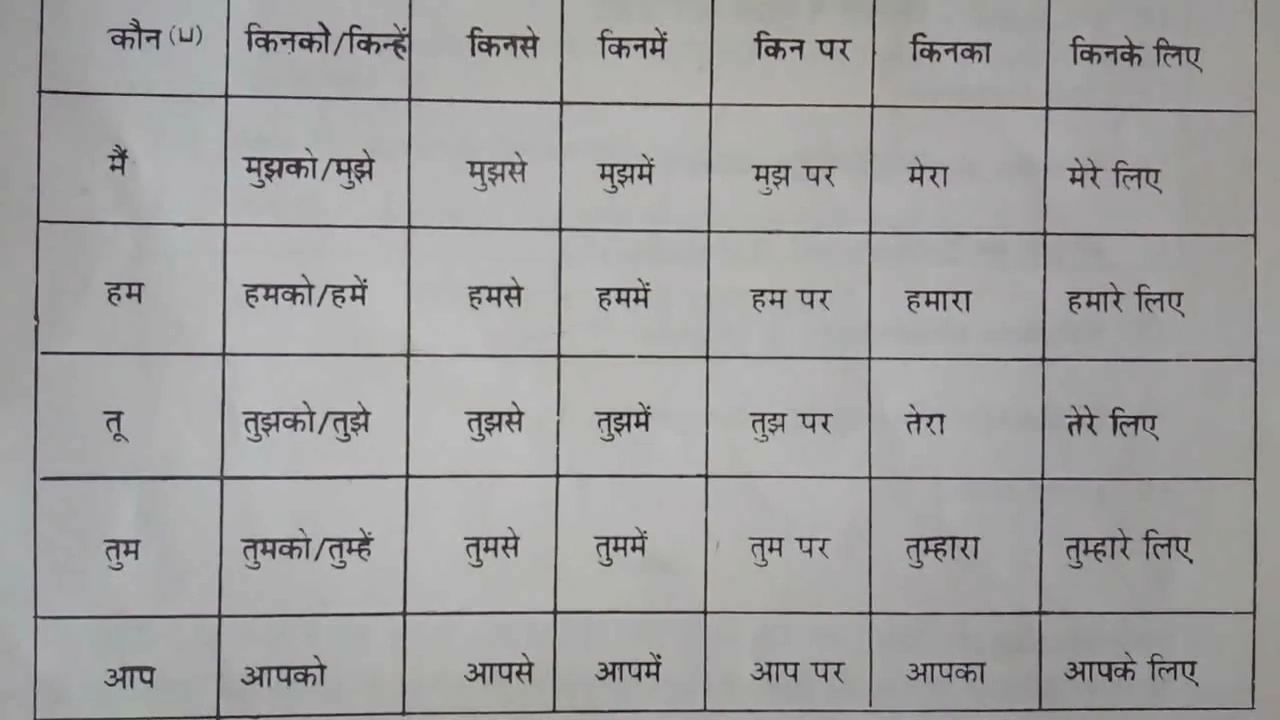 कौन (ப) किनको/किन्हें किनसे किनमें किन पर किनका किनके लिए
मैं मुझको/मुझे मुझसे मुझमें मुझ पर मेरा मेरे लिए
हम हमको/हमें हमसे हममें हम पर हमारा हमारे लिए
तू तुझको/तुझे तुझसे तुझमें तुझ पर तेरा तेरे लिए
तुम तुमको/तुम्हें तुमसे तुममें तुम पर तुम्हारा तुम्हारे लिए
आप आपको आपसे आपमें आप पर आपका आपके लिए